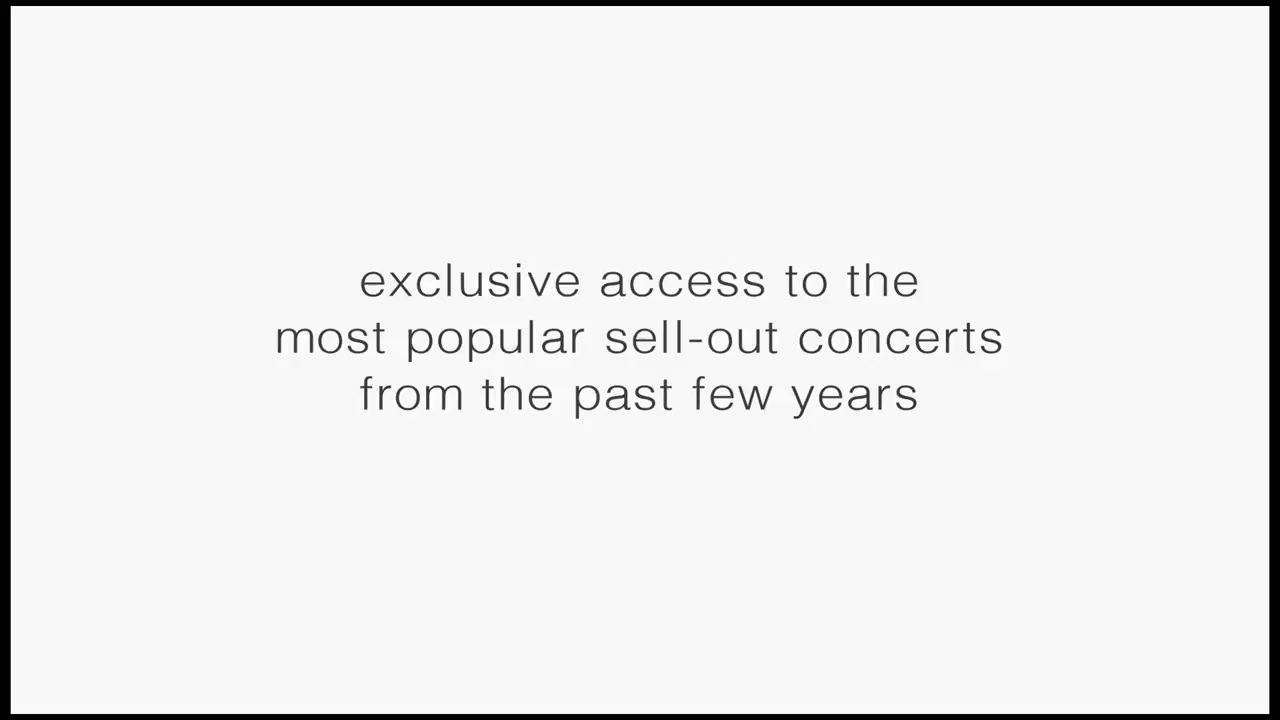 exclusive access to the
most popular sell-out concerts
from the past few years